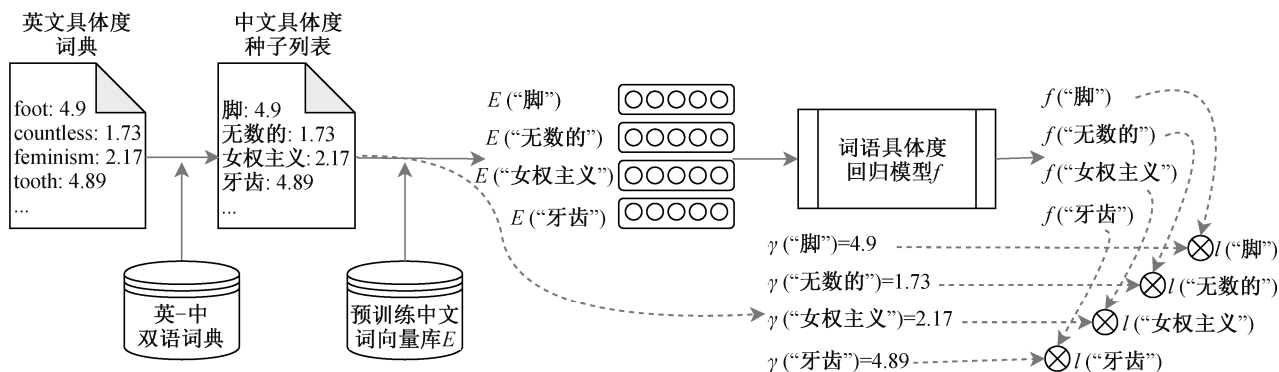 英文具体度
词典
foot: 4.9
countless: 1.73
feminism: 2.17
tooth: 4.89
...
中文具体度
种子列表
脚: 4.9
无数的: 1.73
女权主义: 2.17
牙齿: 4.89
...
英-中
双语词典
预训练中文
词向量库E
E (“脚”)
E (“无数的”)
E (“女权主义”)
E (“牙齿”)
词语具体度
回归模型f
f (“脚”)
f (“无数的”)
f (“女权主义”)
f (“牙齿”)
γ (“脚”)=4.9
l (“脚”)
γ (“无数的”)=1.73
l (“无数的”)
γ (“女权主义”)=2.17
l (“女权主义”)
γ (“牙齿”)=4.89
l (“牙齿”)